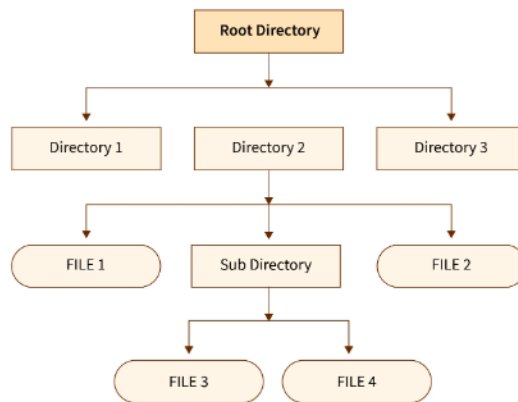 Root Directory
Directory 1
Directory 2
Directory 3
FILE 1
Sub Directory
FILE 2
FILE 3
FILE 4